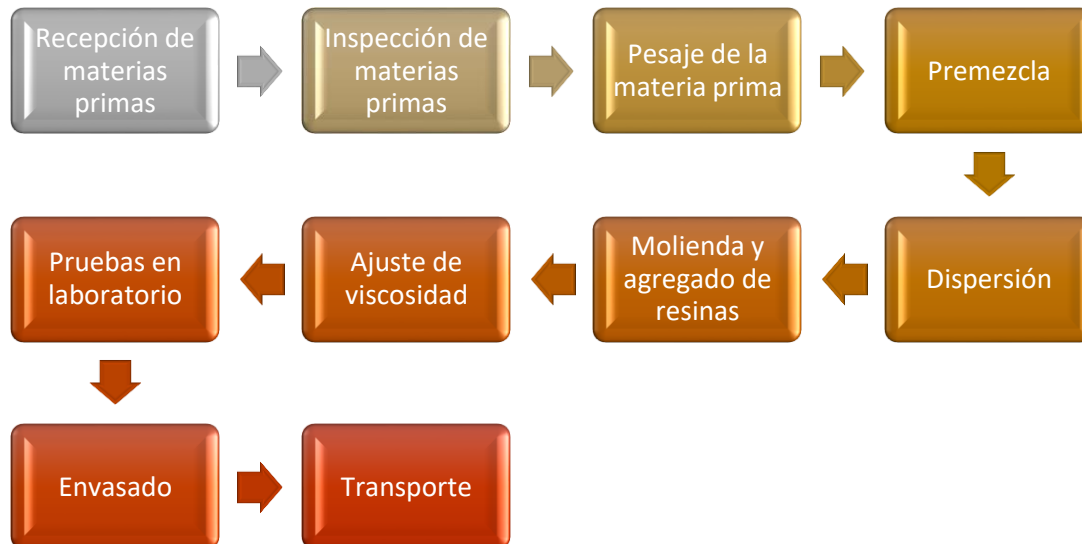 Recepción de
materias
primas
Inspección de
materias
primas
Pesaje de la
materia prima
Premezcla
Dispersión
Molienda y
agregado de
resinas
Ajuste de
viscosidad
Pruebas en
laboratorio
Envasado
Transporte